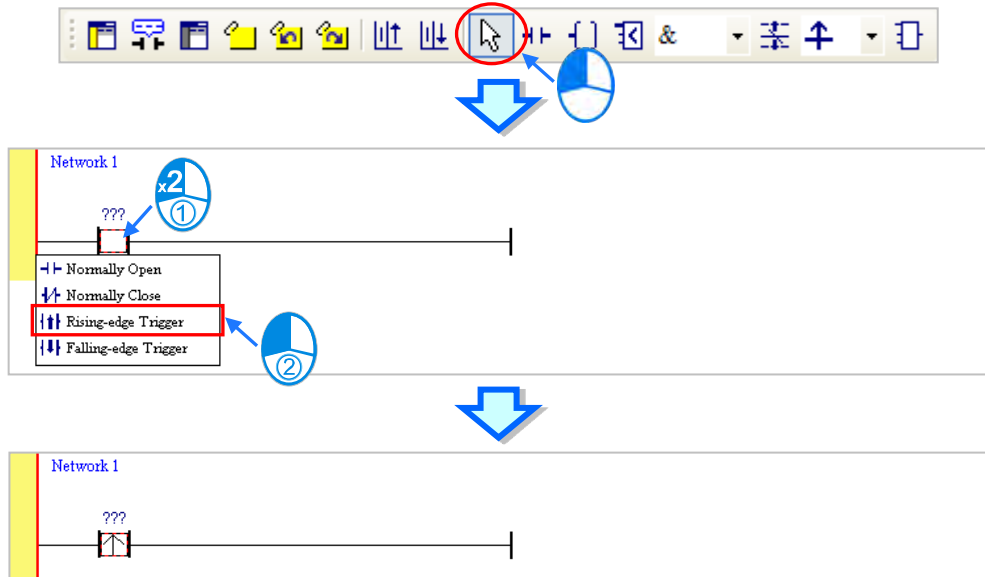 &
Network 1
x2
①
???
Normally Open
Normally Close
Rising-edge Trigger
Falling-edge Trigger
②
Network 1
???